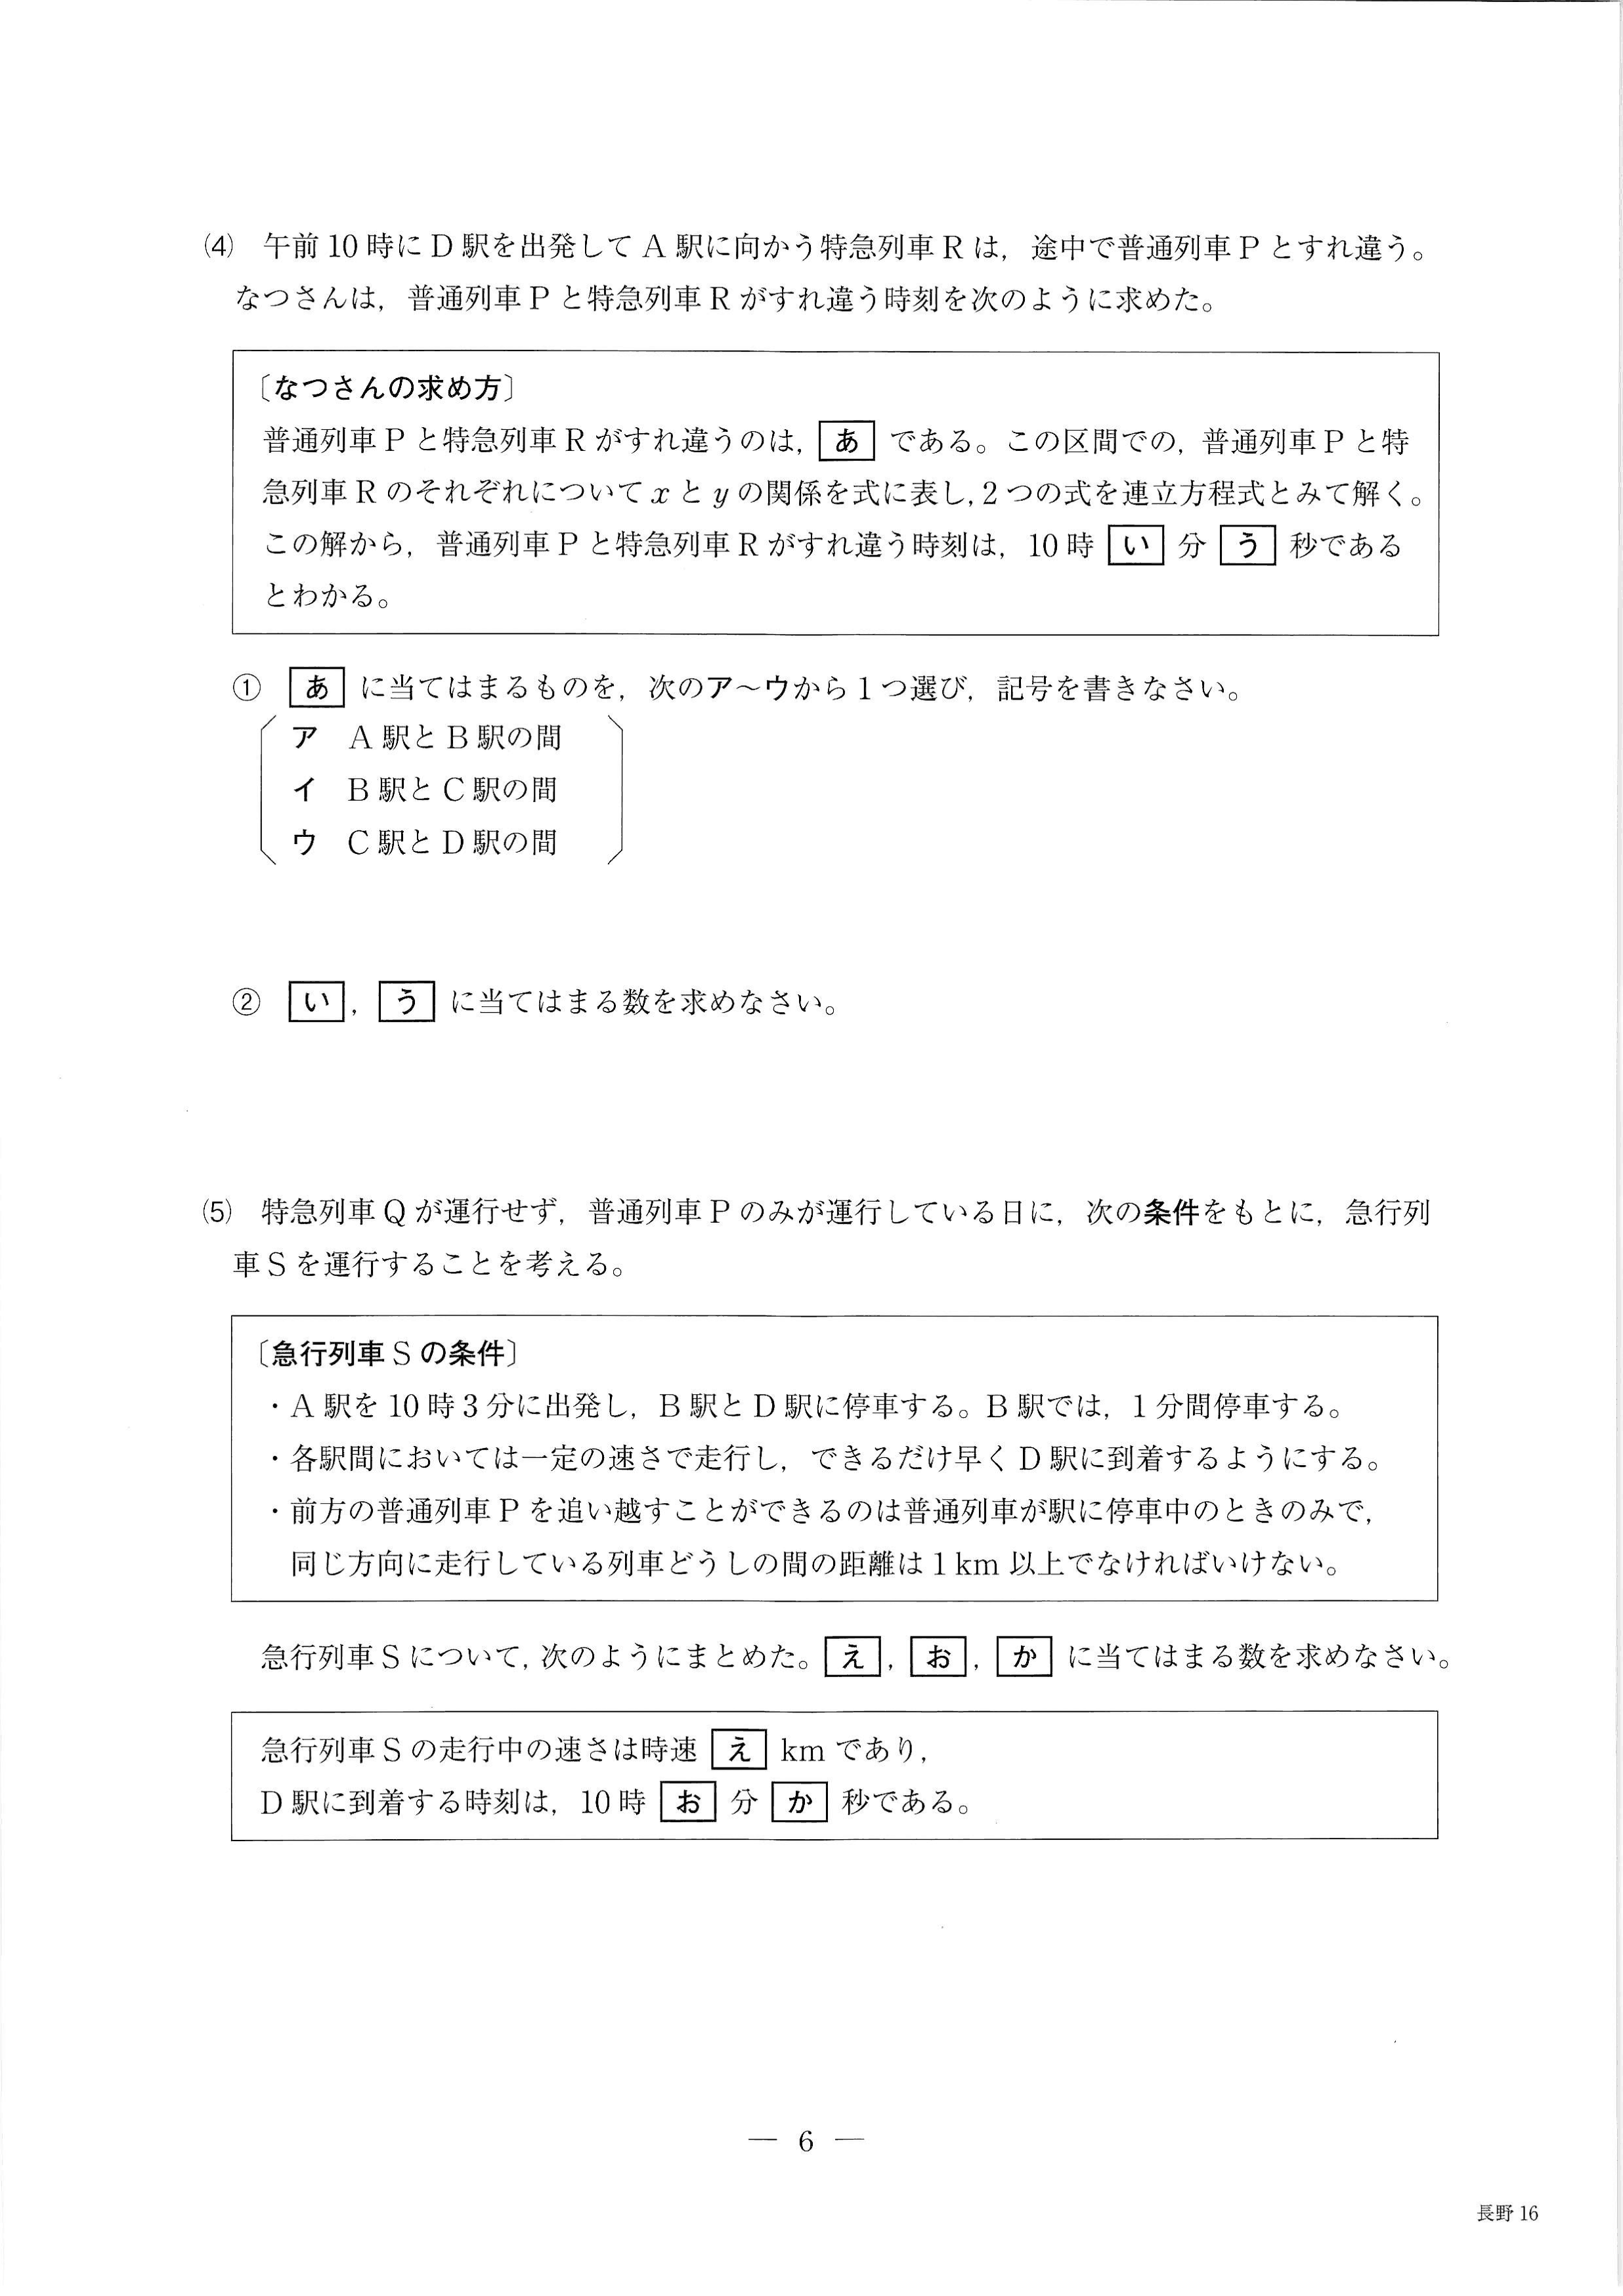 (4) 午前10時にD駅を出発してA駅に向かう特急列車Rは，途中で普通列車Pとすれ違う。
なつさんは，普通列車Pと特急列車Rがすれ違う時刻を次のように求めた。
〔なつさんの求め方〕
普通列車Pと特急列車Rがすれ違うのは，あ である。この区間での，普通列車Pと特
急列車Rのそれぞれについてxとyの関係を式に表し，2つの式を連立方程式とみて解く。
この解から，普通列車Pと特急列車Rがすれ違う時刻は，10時 い 分 う 秒である
とわかる。
① あ に当てはまるものを，次のア～ウから1つ選び，記号を書きなさい。
ア A駅とB駅の間
イ B駅とC駅の間
ウ C駅とD駅の間
② い，う に当てはまる数を求めなさい。
(5) 特急列車Qが運行せず，普通列車Pのみが運行している日に，次の条件をもとに，急行列
車Sを運行することを考える。
〔急行列車Sの条件〕
・A駅を10時3分に出発し，B駅とD駅に停車する。B駅では，1分間停車する。
・各駅間においては一定の速さで走行し，できるだけ早くD駅に到着するようにする。
・前方の普通列車Pを追い越すことができるのは普通列車が駅に停車中のときのみで，
同じ方向に走行している列車どうしの間の距離は1km以上でなければいけない。
急行列車Sについて，次のようにまとめた。え，お，か に当てはまる数を求めなさい。
急行列車Sの走行中の速さは時速 え kmであり，
D駅に到着する時刻は，10時 お 分 か 秒である。
— 6 —
長野16